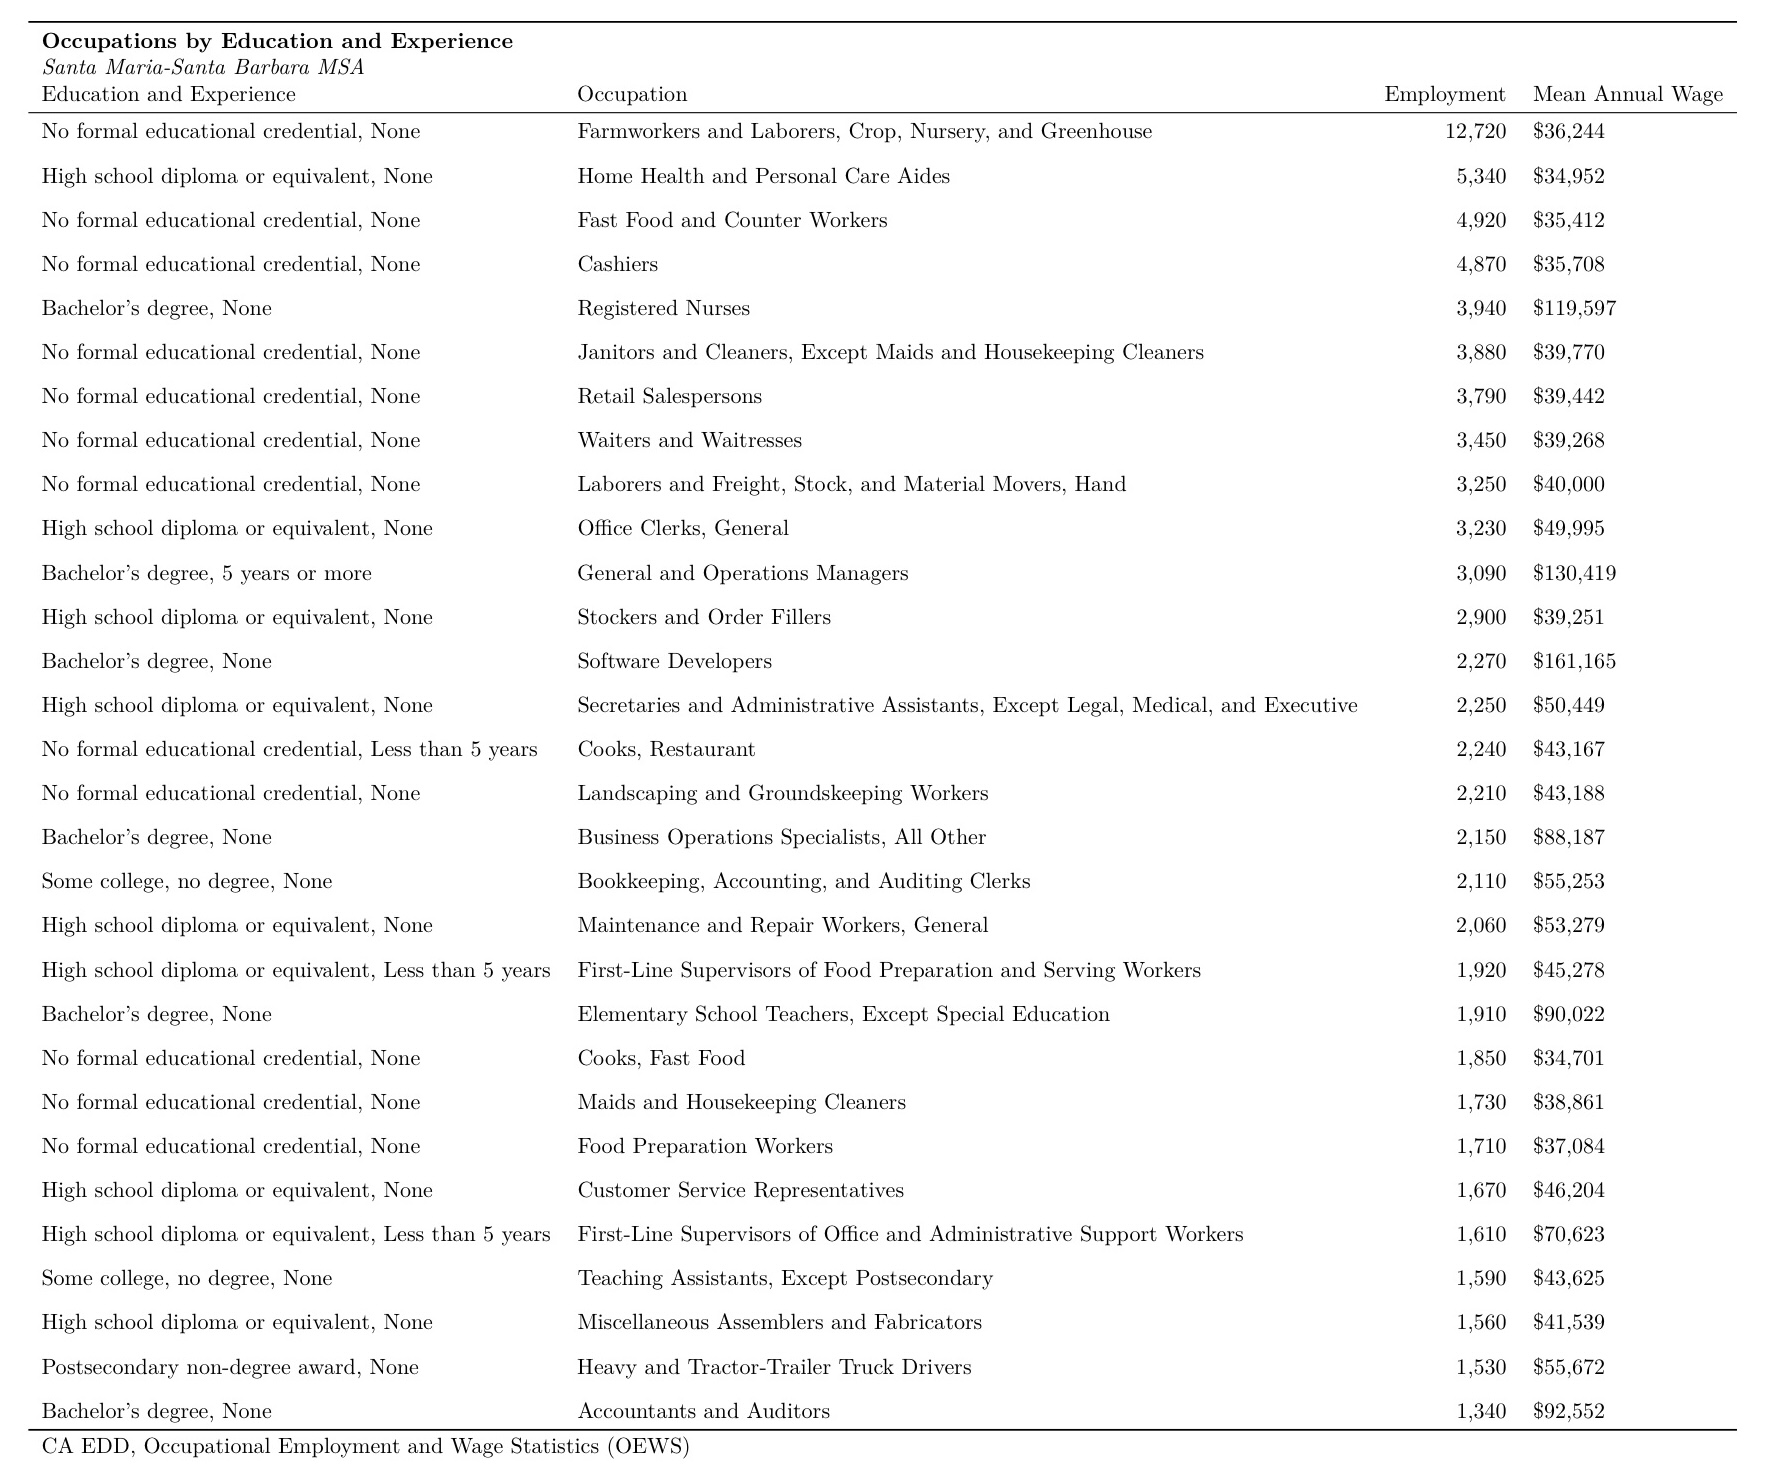 Occupations by Education and Experience
Santa Maria-Santa Barbara MSA
Education and Experience Occupation Employment Mean Annual Wage
No formal educational credential, None Farmworkers and Laborers, Crop, Nursery, and Greenhouse 12,720 $36,244
High school diploma or equivalent, None Home Health and Personal Care Aides 5,340 $34,952
No formal educational credential, None Fast Food and Counter Workers 4,920 $35,412
No formal educational credential, None Cashiers 4,870 $35,708
Bachelor's degree, None Registered Nurses 3,940 $119,597
No formal educational credential, None Janitors and Cleaners, Except Maids and Housekeeping Cleaners 3,880 $39,770
No formal educational credential, None Retail Salespersons 3,790 $39,442
No formal educational credential, None Waiters and Waitresses 3,450 $39,268
No formal educational credential, None Laborers and Freight, Stock, and Material Movers, Hand 3,250 $40,000
High school diploma or equivalent, None Office Clerks, General 3,230 $49,995
Bachelor's degree, 5 years or more General and Operations Managers 3,090 $130,419
High school diploma or equivalent, None Stockers and Order Fillers 2,900 $39,251
Bachelor's degree, None Software Developers 2,270 $161,165
High school diploma or equivalent, None Secretaries and Administrative Assistants, Except Legal, Medical, and Executive 2,250 $50,449
No formal educational credential, Less than 5 years Cooks, Restaurant 2,240 $43,167
No formal educational credential, None Landscaping and Groundskeeping Workers 2,210 $43,188
Bachelor's degree, None Business Operations Specialists, All Other 2,150 $88,187
Some college, no degree, None Bookkeeping, Accounting, and Auditing Clerks 2,110 $55,253
High school diploma or equivalent, None Maintenance and Repair Workers, General 2,060 $53,279
High school diploma or equivalent, Less than 5 years First-Line Supervisors of Food Preparation and Serving Workers 1,920 $45,278
Bachelor's degree, None Elementary School Teachers, Except Special Education 1,910 $90,022
No formal educational credential, None Cooks, Fast Food 1,850 $34,701
No formal educational credential, None Maids and Housekeeping Cleaners 1,730 $38,861
No formal educational credential, None Food Preparation Workers 1,710 $37,084
High school diploma or equivalent, None Customer Service Representatives 1,670 $46,204
High school diploma or equivalent, Less than 5 years First-Line Supervisors of Office and Administrative Support Workers 1,610 $70,623
Some college, no degree, None Teaching Assistants, Except Postsecondary 1,590 $43,625
High school diploma or equivalent, None Miscellaneous Assemblers and Fabricators 1,560 $41,539
Postsecondary non-degree award, None Heavy and Tractor-Trailer Truck Drivers 1,530 $55,672
Bachelor's degree, None Accountants and Auditors 1,340 $92,552
CA EDD, Occupational Employment and Wage Statistics (OEWS)